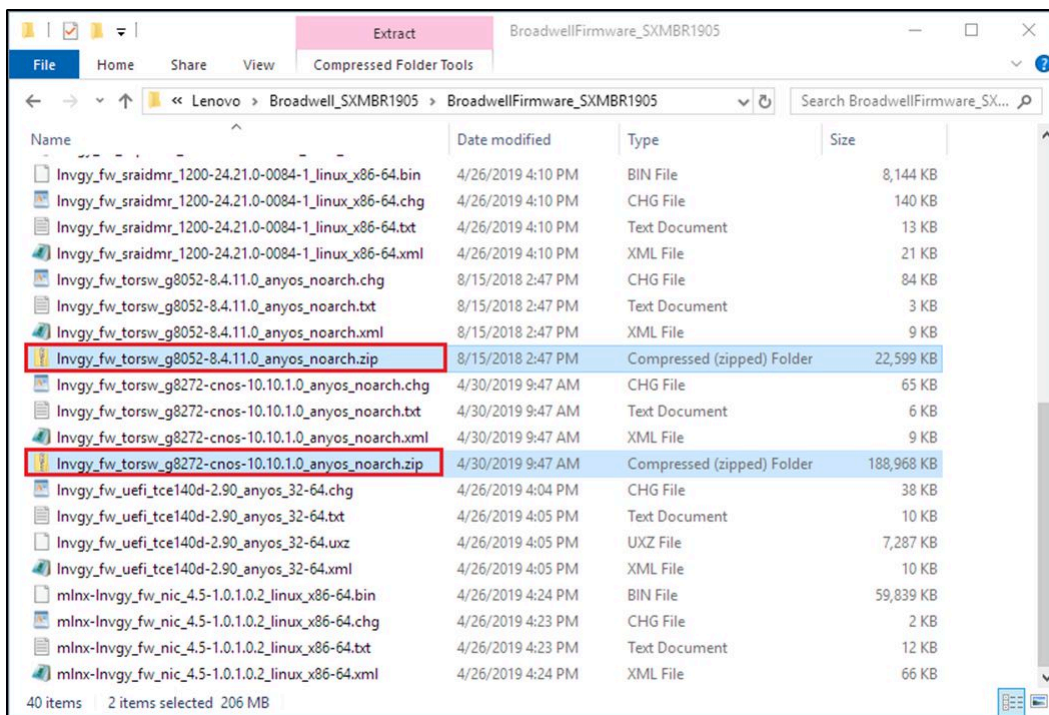 Extract BroadwellFirmware_SXMBR1905
File Home Share View Compressed Folder Tools
« Lenovo > Broadwell_SXMBR1905 > BroadwellFirmware_SXMBR1905 Search BroadwellFirmware_SX...
Name Date modified Type Size
lnvgy_fw_sraidmr_1200-24.21.0-0084-1_linux_x86-64.bin 4/26/2019 4:10 PM BIN File 8,144 KB
lnvgy_fw_sraidmr_1200-24.21.0-0084-1_linux_x86-64.chg 4/26/2019 4:10 PM CHG File 140 KB
lnvgy_fw_sraidmr_1200-24.21.0-0084-1_linux_x86-64.txt 4/26/2019 4:10 PM Text Document 13 KB
lnvgy_fw_sraidmr_1200-24.21.0-0084-1_linux_x86-64.xml 4/26/2019 4:10 PM XML File 21 KB
lnvgy_fw_torsw_g8052-8.4.11.0_anyos_noarch.chg 8/15/2018 2:47 PM CHG File 84 KB
lnvgy_fw_torsw_g8052-8.4.11.0_anyos_noarch.txt 8/15/2018 2:47 PM Text Document 3 KB
lnvgy_fw_torsw_g8052-8.4.11.0_anyos_noarch.xml 8/15/2018 2:47 PM XML File 9 KB
lnvgy_fw_torsw_g8052-8.4.11.0_anyos_noarch.zip 8/15/2018 2:47 PM Compressed (zipped) Folder 22,599 KB
lnvgy_fw_torsw_g8272-cnos-10.10.1.0_anyos_noarch.chg 4/30/2019 9:47 AM CHG File 65 KB
lnvgy_fw_torsw_g8272-cnos-10.10.1.0_anyos_noarch.txt 4/30/2019 9:47 AM Text Document 6 KB
lnvgy_fw_torsw_g8272-cnos-10.10.1.0_anyos_noarch.xml 4/30/2019 9:47 AM XML File 9 KB
lnvgy_fw_torsw_g8272-cnos-10.10.1.0_anyos_noarch.zip 4/30/2019 9:47 AM Compressed (zipped) Folder 188,968 KB
lnvgy_fw_uefi_tce140d-2.90_anyos_32-64.chg 4/26/2019 4:04 PM CHG File 38 KB
lnvgy_fw_uefi_tce140d-2.90_anyos_32-64.txt 4/26/2019 4:05 PM Text Document 10 KB
lnvgy_fw_uefi_tce140d-2.90_anyos_32-64.uxz 4/26/2019 4:05 PM UXZ File 7,287 KB
lnvgy_fw_uefi_tce140d-2.90_anyos_32-64.xml 4/26/2019 4:05 PM XML File 10 KB
mlnx-lnvgy_fw_nic_4.5-1.0.1.0.2_linux_x86-64.bin 4/26/2019 4:24 PM BIN File 59,839 KB
mlnx-lnvgy_fw_nic_4.5-1.0.1.0.2_linux_x86-64.chg 4/26/2019 4:23 PM CHG File 2 KB
mlnx-lnvgy_fw_nic_4.5-1.0.1.0.2_linux_x86-64.txt 4/26/2019 4:23 PM Text Document 12 KB
mlnx-lnvgy_fw_nic_4.5-1.0.1.0.2_linux_x86-64.xml 4/26/2019 4:24 PM XML File 66 KB
40 items 2 items selected 206 MB